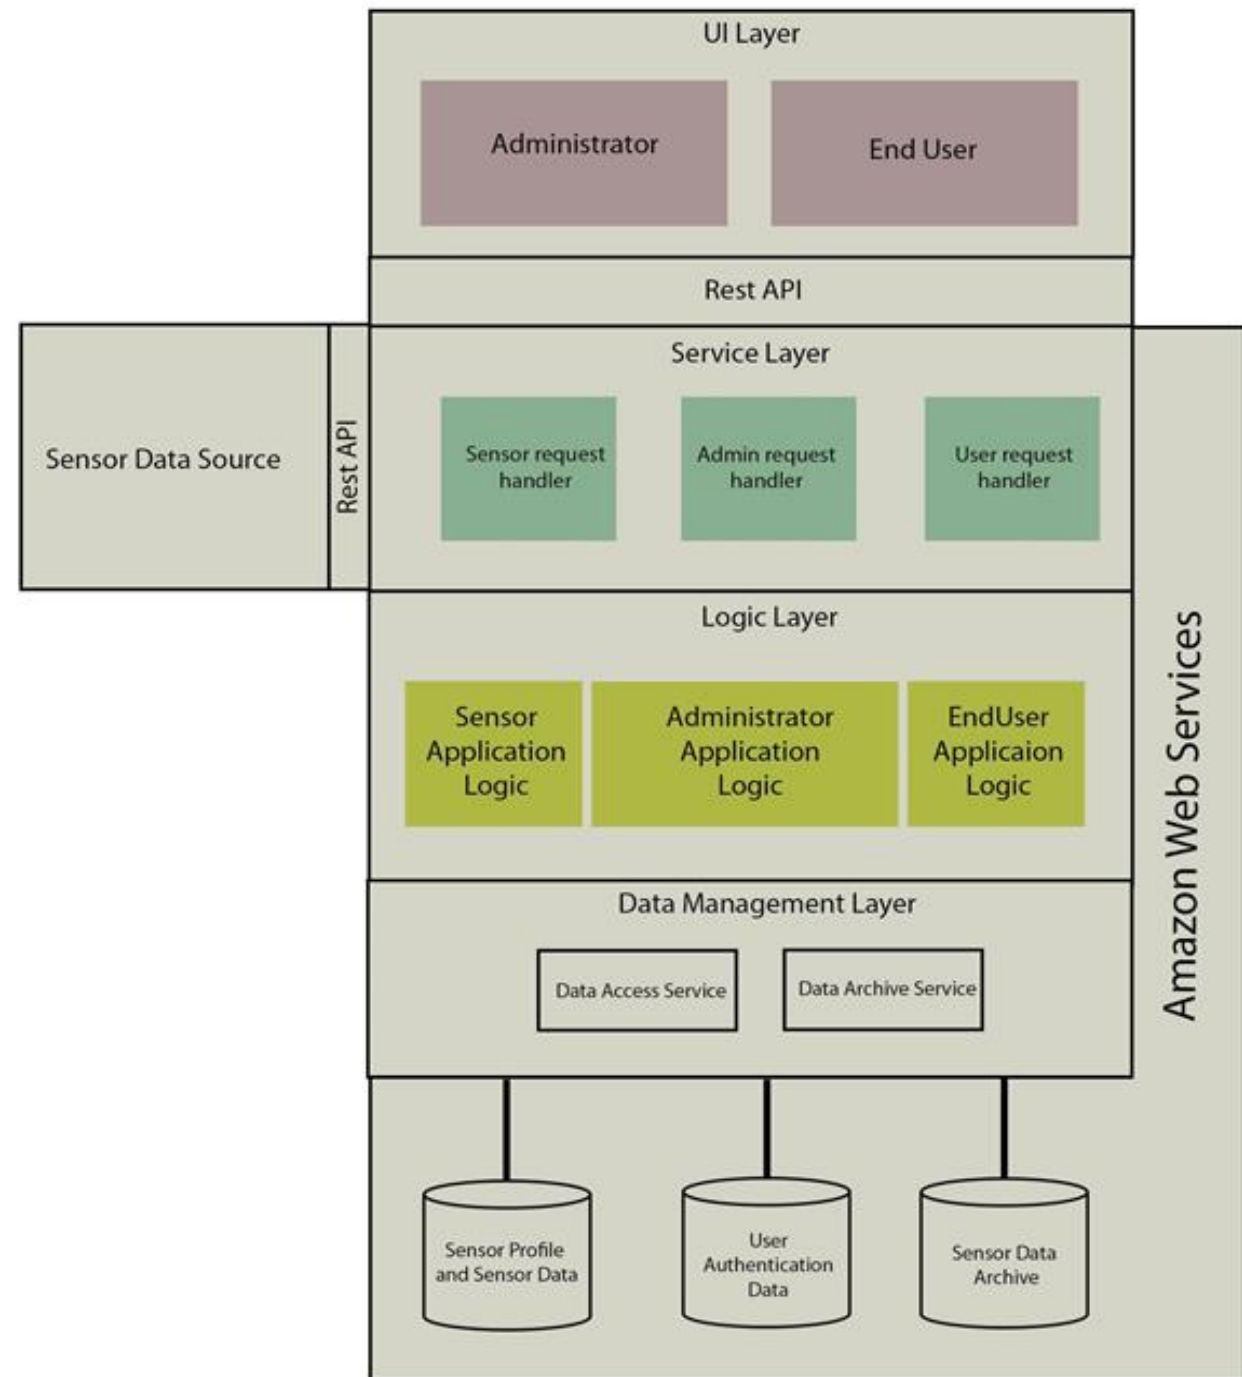 UI Layer
Administrator
End User
Rest API
Sensor Data Source
Rest API
Service Layer
Sensor request
handler
Admin request
handler
User request
handler
Logic Layer
Sensor
Application
Logic
Administrator
Application
Logic
EndUser
Applicaion
Logic
Amazon Web Services
Data Management Layer
Data Access Service
Data Archive Service
Sensor Profile
and Sensor Data
User
Authentication
Data
Sensor Data
Archive